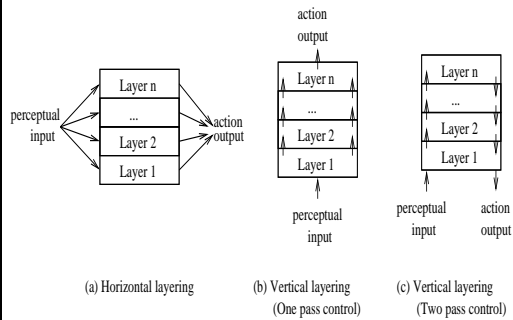 perceptual
input
Layer n
...
Layer 2
Layer 1
action
output
(a) Horizontal layering
action
output
Layer n
...
Layer 2
Layer 1
perceptual
input
(b) Vertical layering
(One pass control)
Layer n
...
Layer 2
Layer 1
perceptual
input
action
output
(c) Vertical layering
(Two pass control)